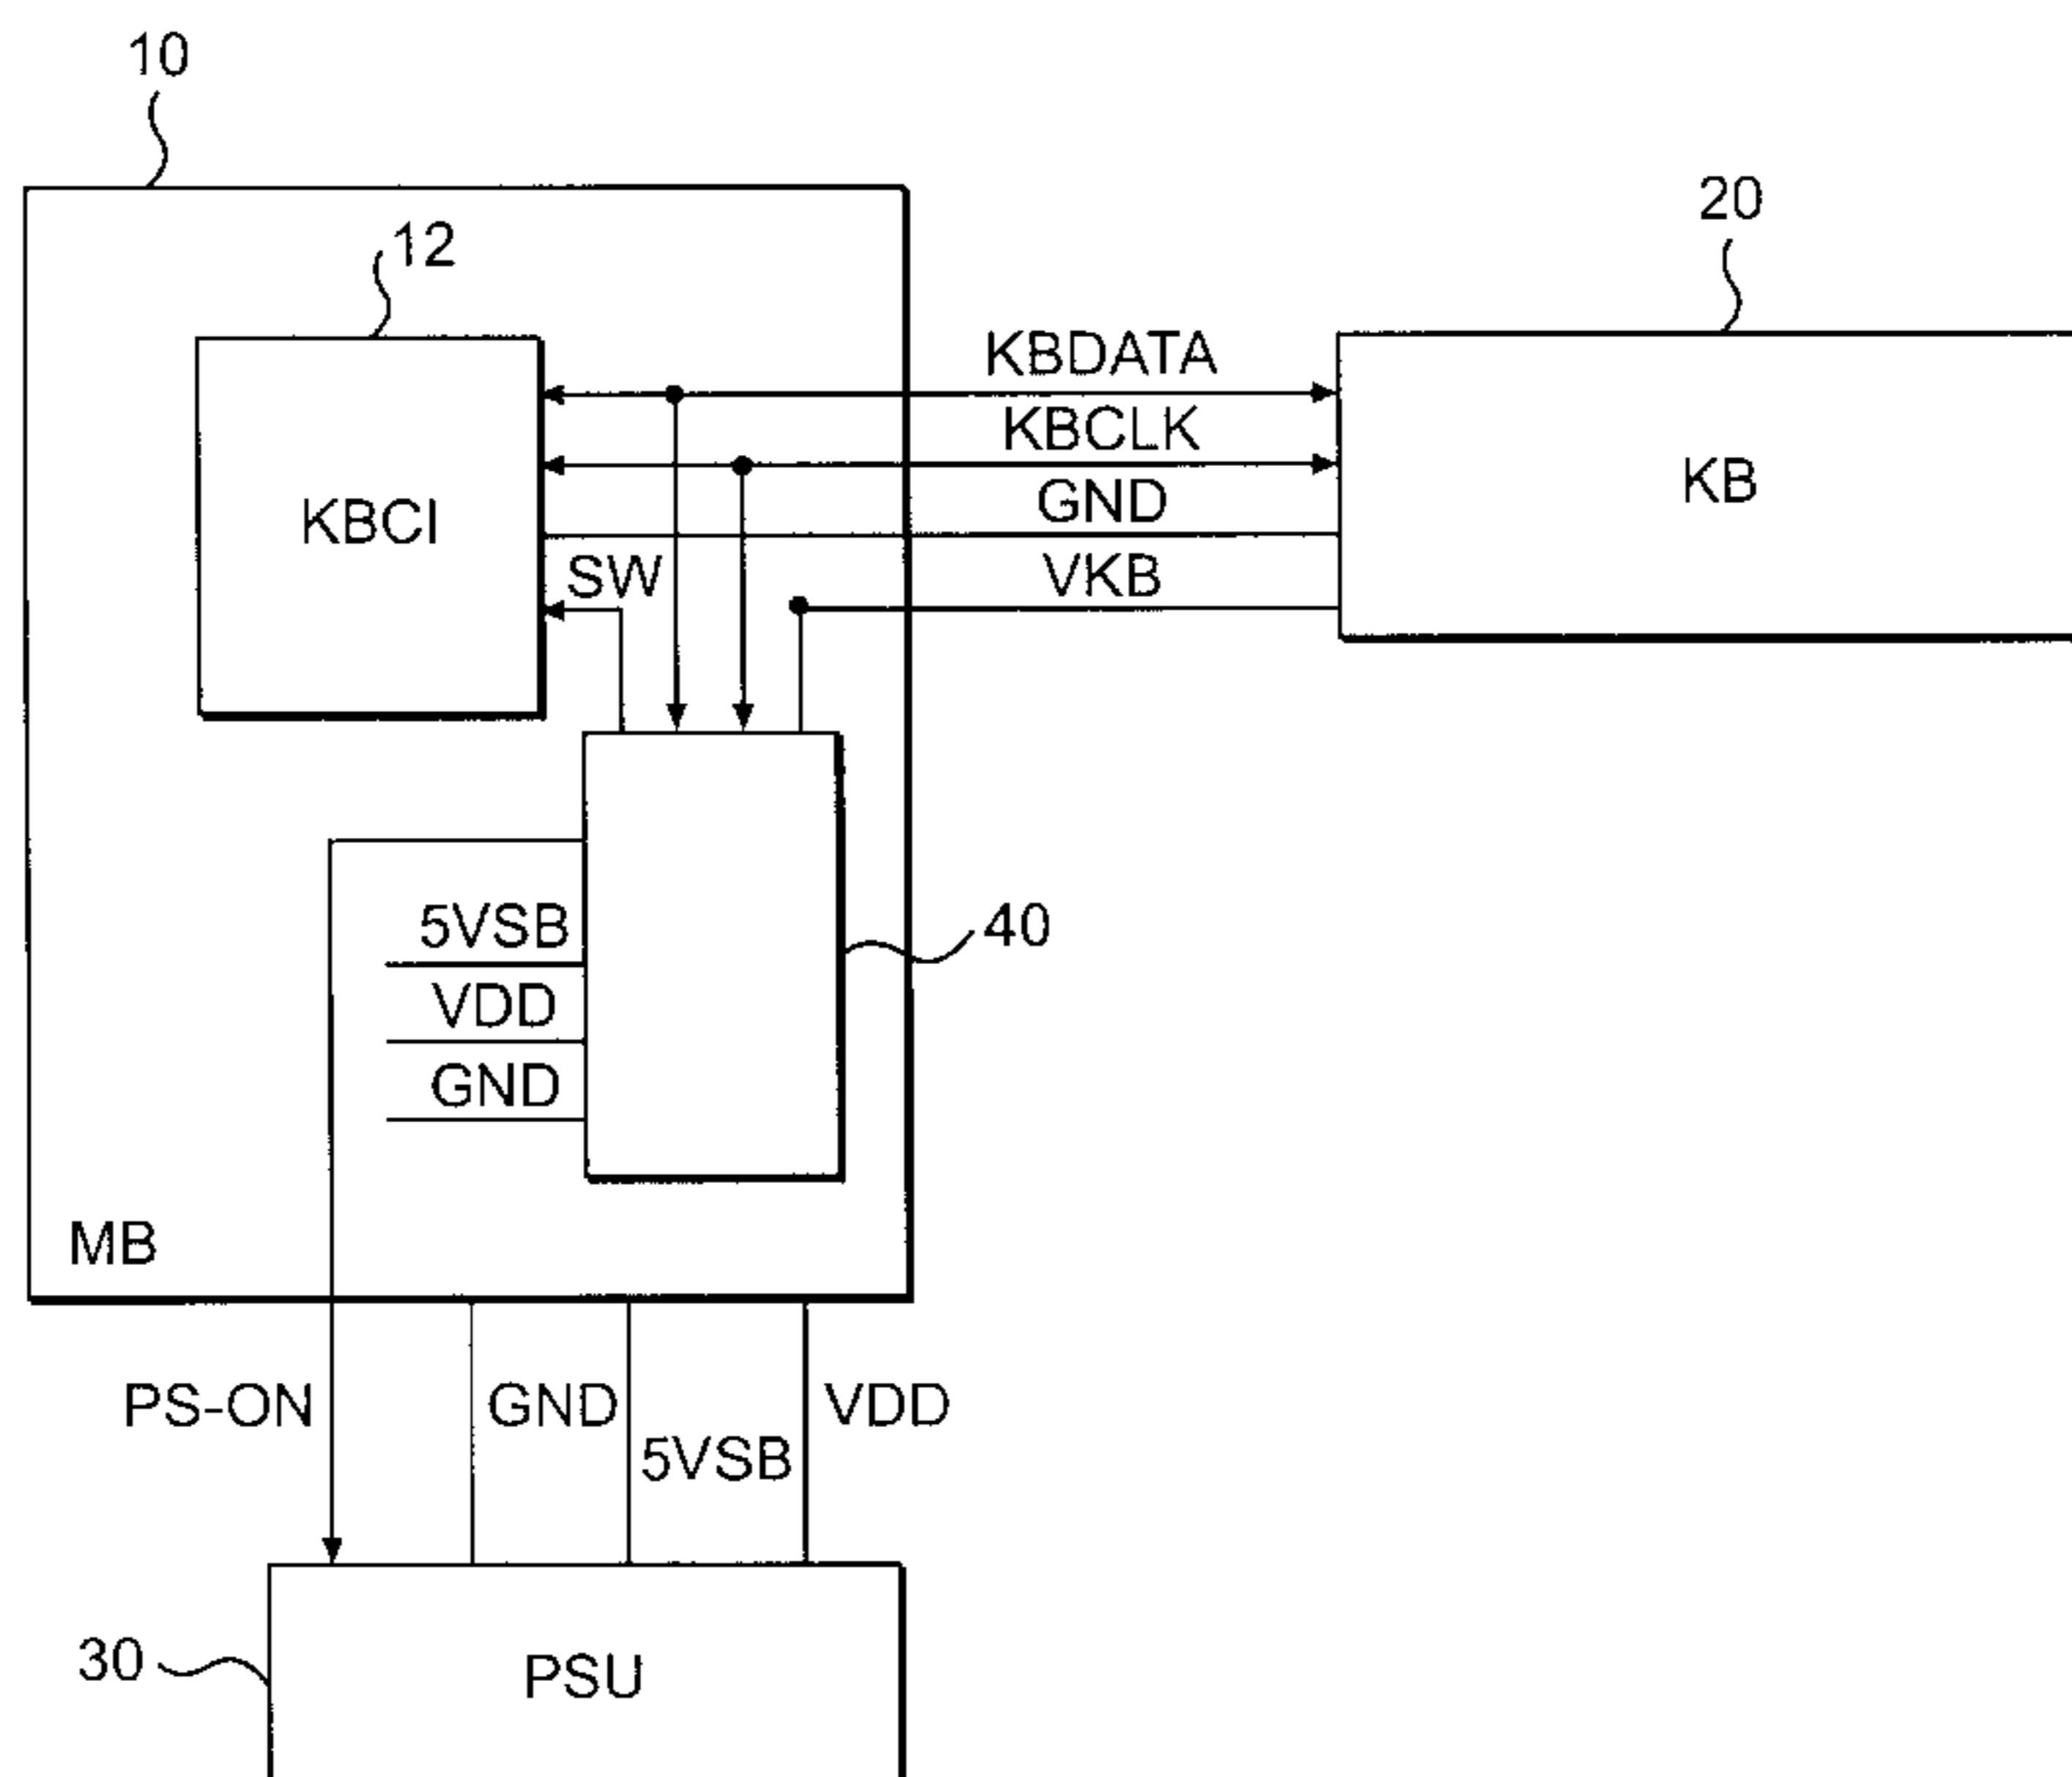 10
12
20
KBDATA
KBCLK
GND
VKB
KBCI
SW
KB
5VSB
VDD
GND
40
MB
PS-ON
GND
5VSB
VDD
30
PSU